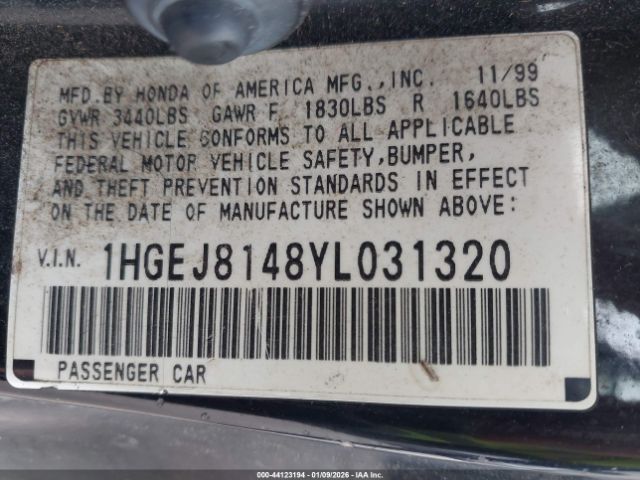 MFD.BY HONDA OF AMERICA MFG.,INC. 11/99
GVWR 3440LBS GAWR F 1830LBS R 1640LBS
THIS VEHICLE CONFORMS TO ALL APPLICABLE
FEDERAL MOTOR VEHICLE SAFETY,BUMPER,
AND THEFT PREVENTION STANDARDS IN EFFECT
ON THE DATE OF MANUFACTURE SHOWN ABOVE:
V.I.N. 1HGEJ8148YL031320
PASSENGER CAR
000-44123194 | 01/09/2026 | IAA Inc.